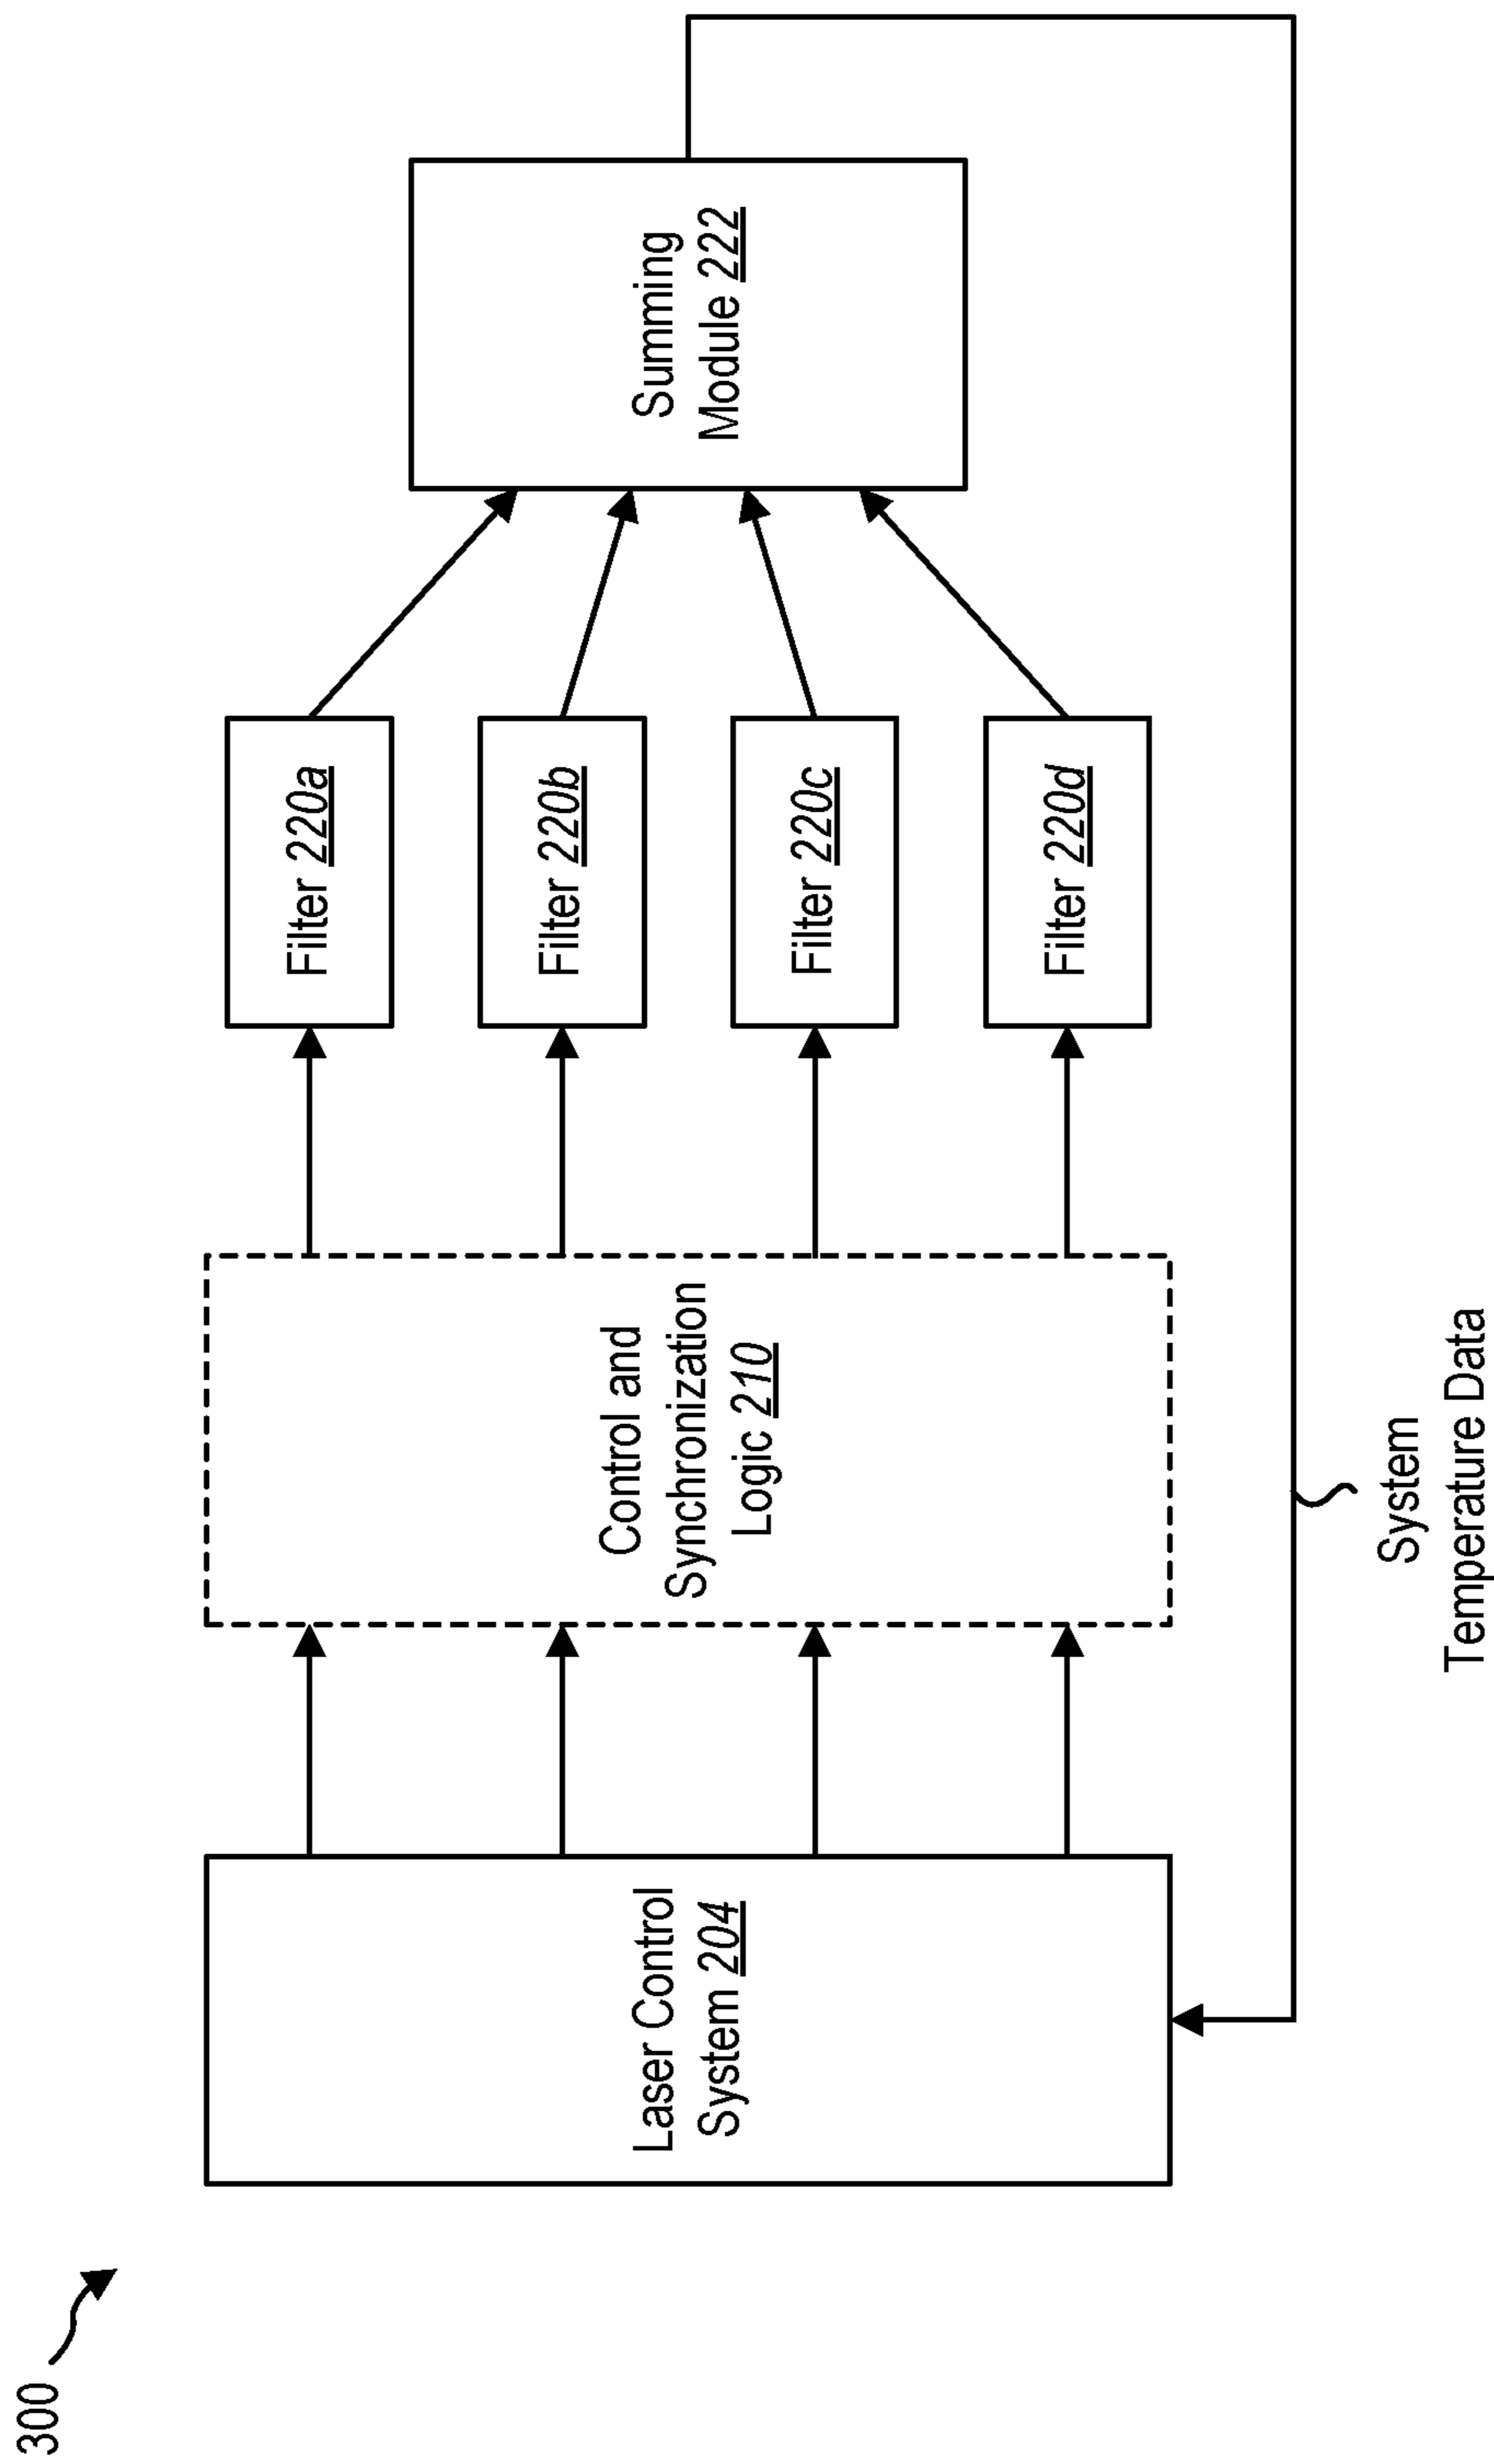 300
Laser Control
System 204
Control and
Synchronization
Logic 210
Filter 220a
Filter 220b
Filter 220c
Filter 220d
Summing
Module 222
System
Temperature Data